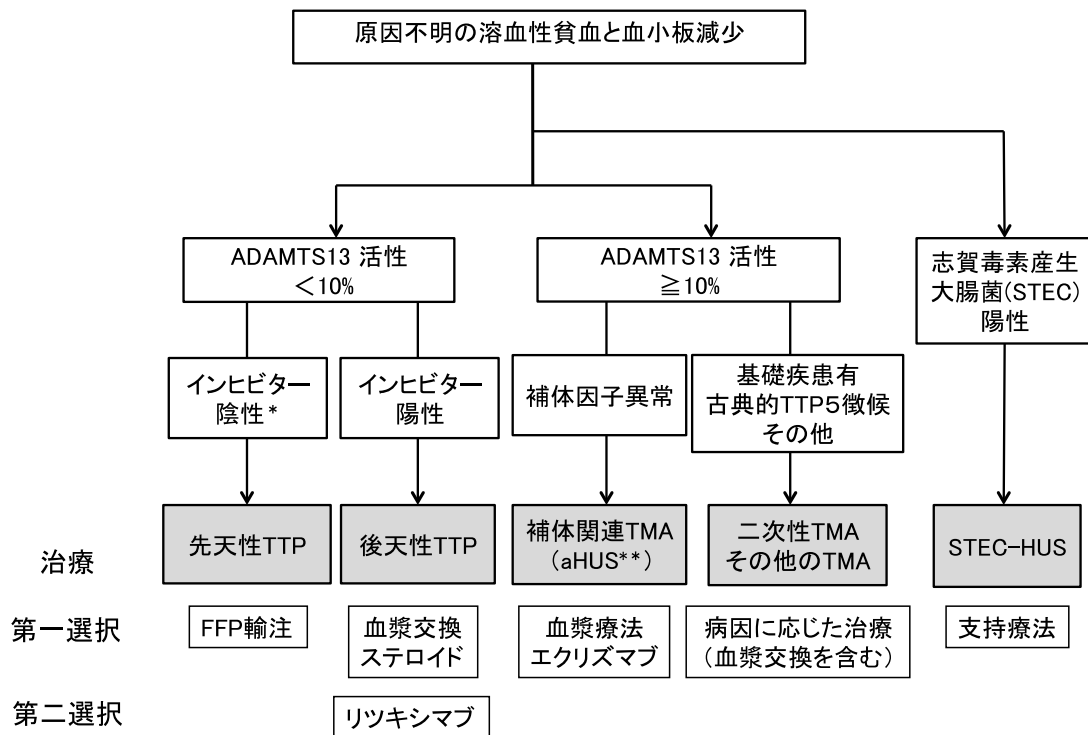 原因不明の溶血性貧血と血小板減少
ADAMTS13 活性
＜10%
ADAMTS13 活性
≧10%
志賀毒素産生
大腸菌(STEC)
陽性
インヒビター
陰性*
インヒビター
陽性
補体因子異常
基礎疾患有
古典的TTP5徴候
その他
治療
先天性TTP
後天性TTP
補体関連TMA
（aHUS**）
二次性TMA
その他のTMA
STEC-HUS
第一選択
FFP輸注
血漿交換
ステロイド
血漿療法
エクリズマブ
病因に応じた治療
（血漿交換を含む）
支持療法
第二選択
リツキシマブ